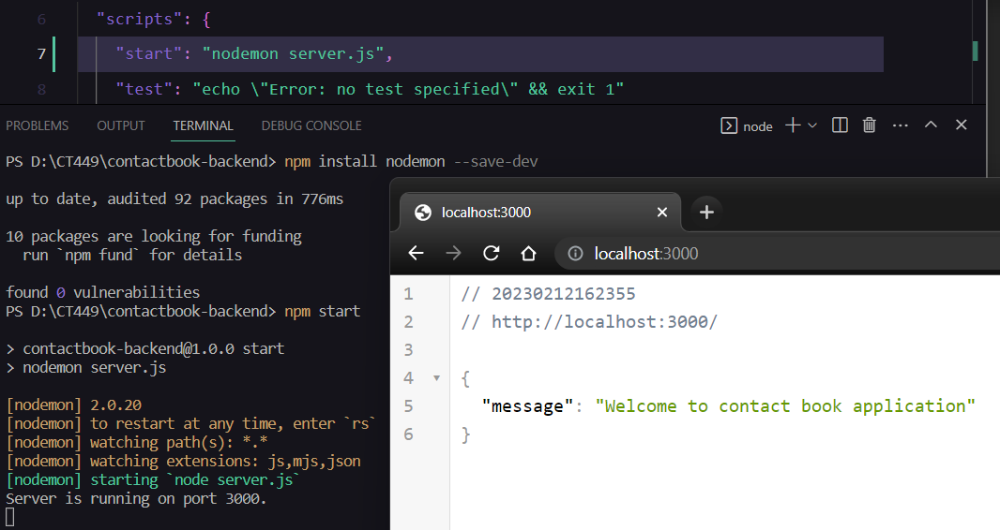 6 "scripts": {
7 "start": "nodemon server.js",
8 "test": "echo \"Error: no test specified\" && exit 1"
PROBLEMS OUTPUT TERMINAL DEBUG CONSOLE node
PS D:\CT449\contactbook-backend> npm install nodemon --save-dev
up to date, audited 92 packages in 776ms
10 packages are looking for funding
run `npm fund` for details
found 0 vulnerabilities
PS D:\CT449\contactbook-backend> npm start
> contactbook-backend@1.0.0 start
> nodemon server.js
[nodemon] 2.0.20
[nodemon] to restart at any time, enter `rs`
[nodemon] watching path(s): *.*
[nodemon] watching extensions: js,mjs,json
[nodemon] starting `node server.js`
Server is running on port 3000.
localhost:3000
localhost:3000
1 // 20230212162355
2 // http://localhost:3000/
3
4 {
5 "message": "Welcome to contact book application"
6 }